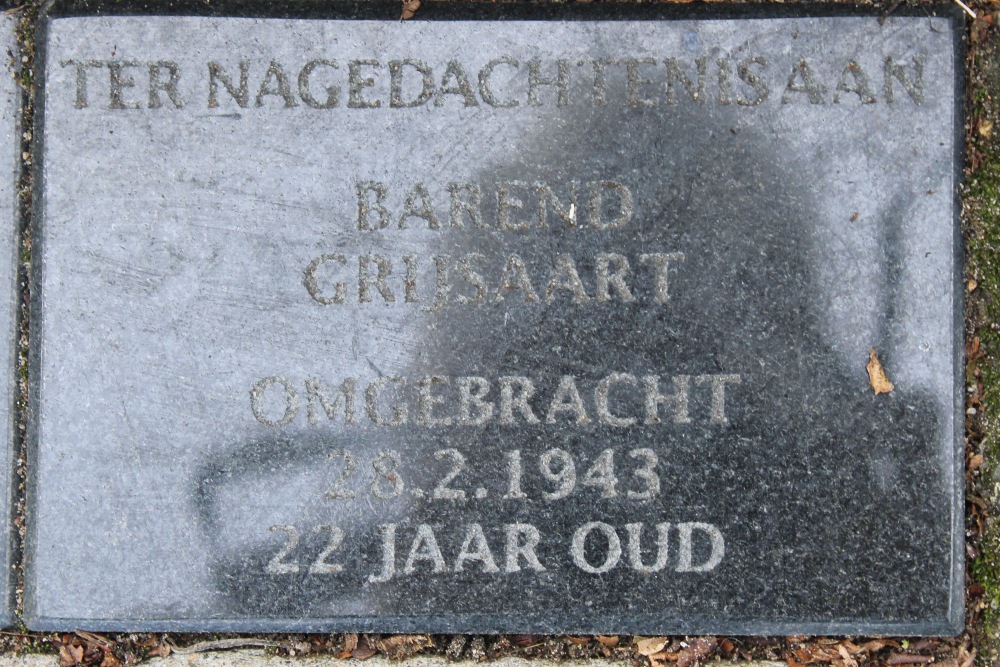 TER NAGEDACHTENIS AAN
BAREND
GRIJSAART
OMGEBRACHT
28.2.1943
22 JAAR OUD